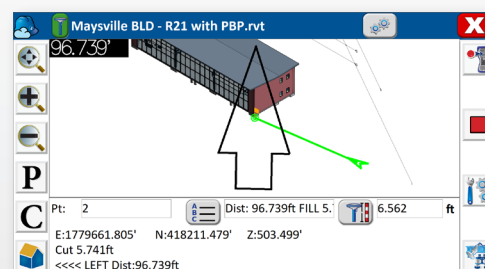 Maysville BLD - R21 with PBP.rvt
X
96.739'
P
C
Pt: 2
A
B
C
Dist: 96.739ft FILL 5.
6.562 ft
E:1779661.805' N:418211.479' Z:503.499'
Cut 5.741ft
<<<< LEFT Dist:96.739ft